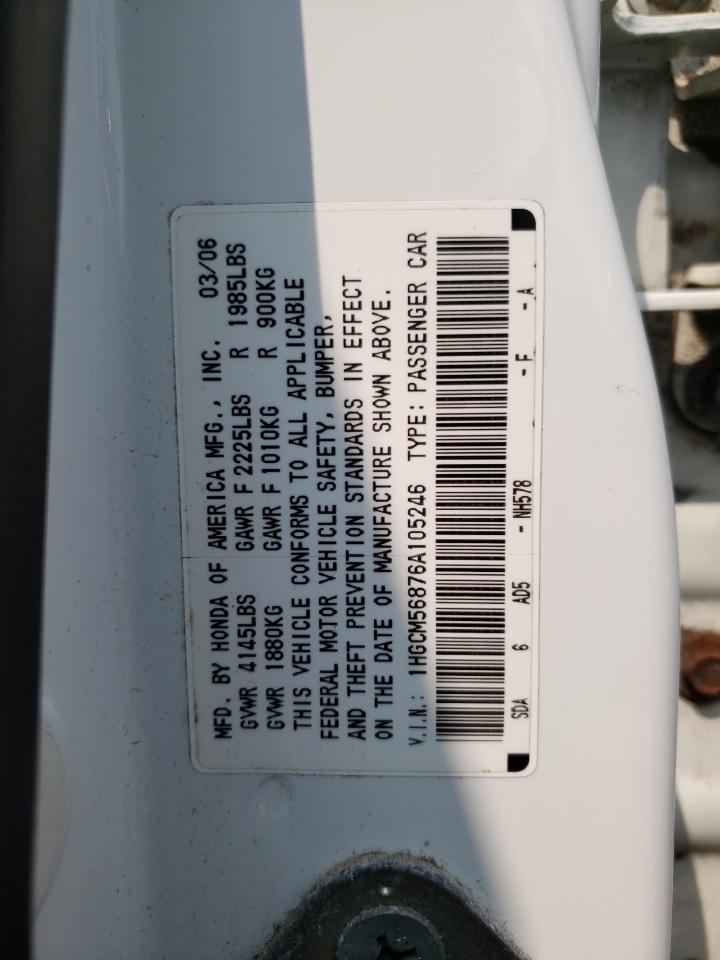 MFD. BY HONDA OF AMERICA MFG., INC. 03/06
GVWR 4145LBS GAWR F 2225LBS R 1985LBS
GVWR 1880KG GAWR F 1010KG R 900KG
THIS VEHICLE CONFORMS TO ALL APPLICABLE
FEDERAL MOTOR VEHICLE SAFETY, BUMPER,
AND THEFT PREVENTION STANDARDS IN EFFECT
ON THE DATE OF MANUFACTURE SHOWN ABOVE.
V.I.N.: 1HGCM56876A105246 TYPE: PASSENGER CAR
SDA 6 AD5 - NH578 - F - A